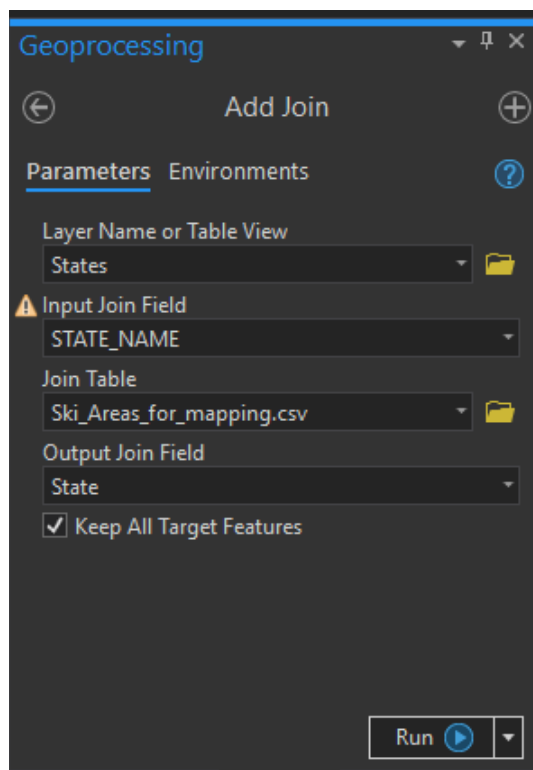 Geoprocessing
Add Join
Parameters Environments
Layer Name or Table View
States
Input Join Field
STATE_NAME
Join Table
Ski_Areas_for_mapping.csv
Output Join Field
State
Keep All Target Features
Run